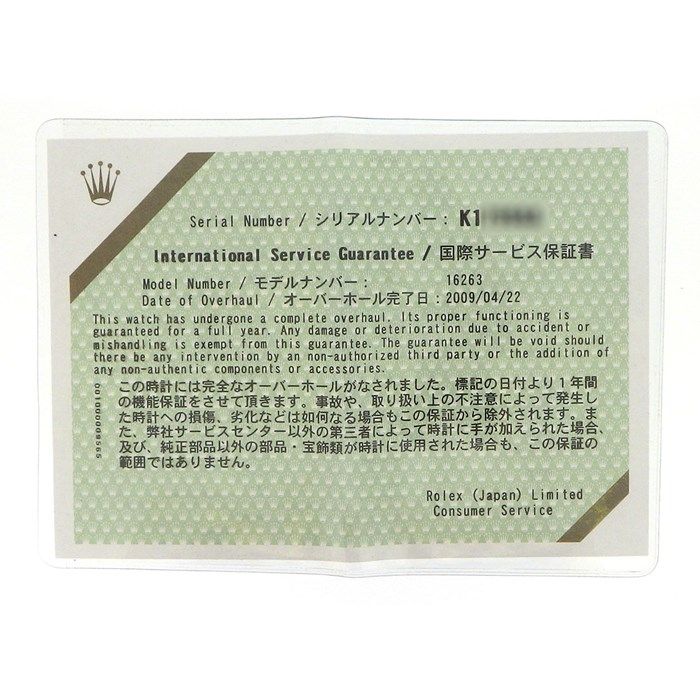 Serial Number / シリアルナンバー : K1
International Service Guarantee / 国際サービス保証書
Model Number / モデルナンバー : 16263
Date of Overhaul / オーバーホール完了日 : 2009/04/22
This watch has undergone a complete overhaul. Its proper functioning is
guaranteed for a full year. Any damage or deterioration due to accident or
mishandling is exempt from this guarantee. The guarantee will be void should
there be any intervention by an non-authorized third party or the addition of
any non-authentic components or accessories.
この時計には完全なオーバーホールがなされました。標記の日付より1年間
の機能保証をさせて頂きます。事故や、取り扱い上の不注意によって発生し
た時計への損傷、劣化などは如何なる場合もこの保証から除外されます。ま
た、弊社サービスセンター以外の第三者によって時計に手が加えられた場合、
及び、純正部品以外の部品・宝飾類が時計に使用された場合も、この保証の
範囲ではありません。
Rolex (Japan) Limited
Consumer Service